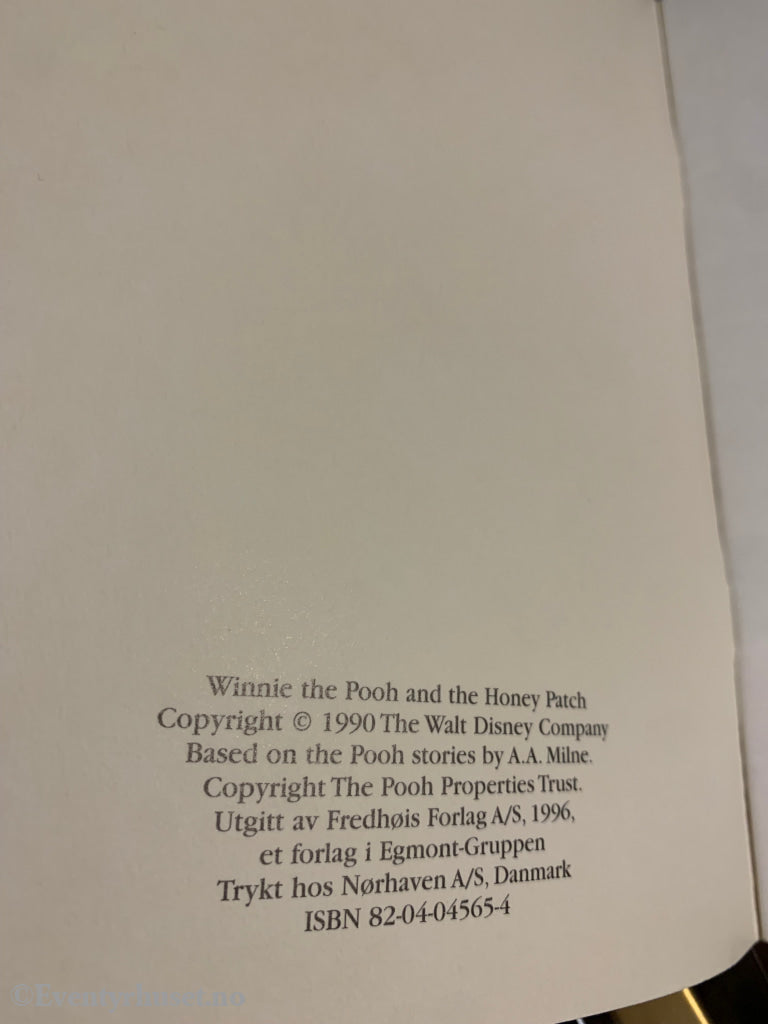 Winnie the Pooh and the Honey Patch
Copyright © 1990 The Walt Disney Company
Based on the Pooh stories by A.A. Milne.
Copyright The Pooh Properties Trust.
Utgitt av Fredhøis Forlag A/S, 1996,
et forlag i Egmont-Gruppen
Trykt hos Nørhaven A/S, Danmark
ISBN 82-04-04565-4
©Eventyrhuset.no